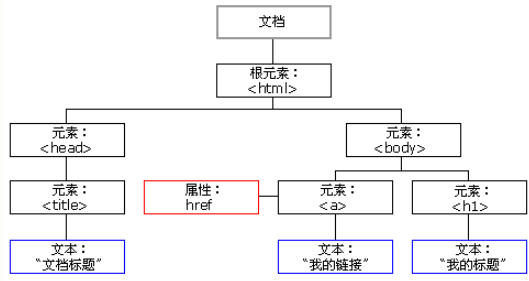 文档
根元素：
<html>
元素：
<head>
元素：
<body>
元素：
<title>
属性：
href
元素：
<a>
元素：
<h1>
文本：
“文档标题”
文本：
“我的链接”
文本：
“我的标题”